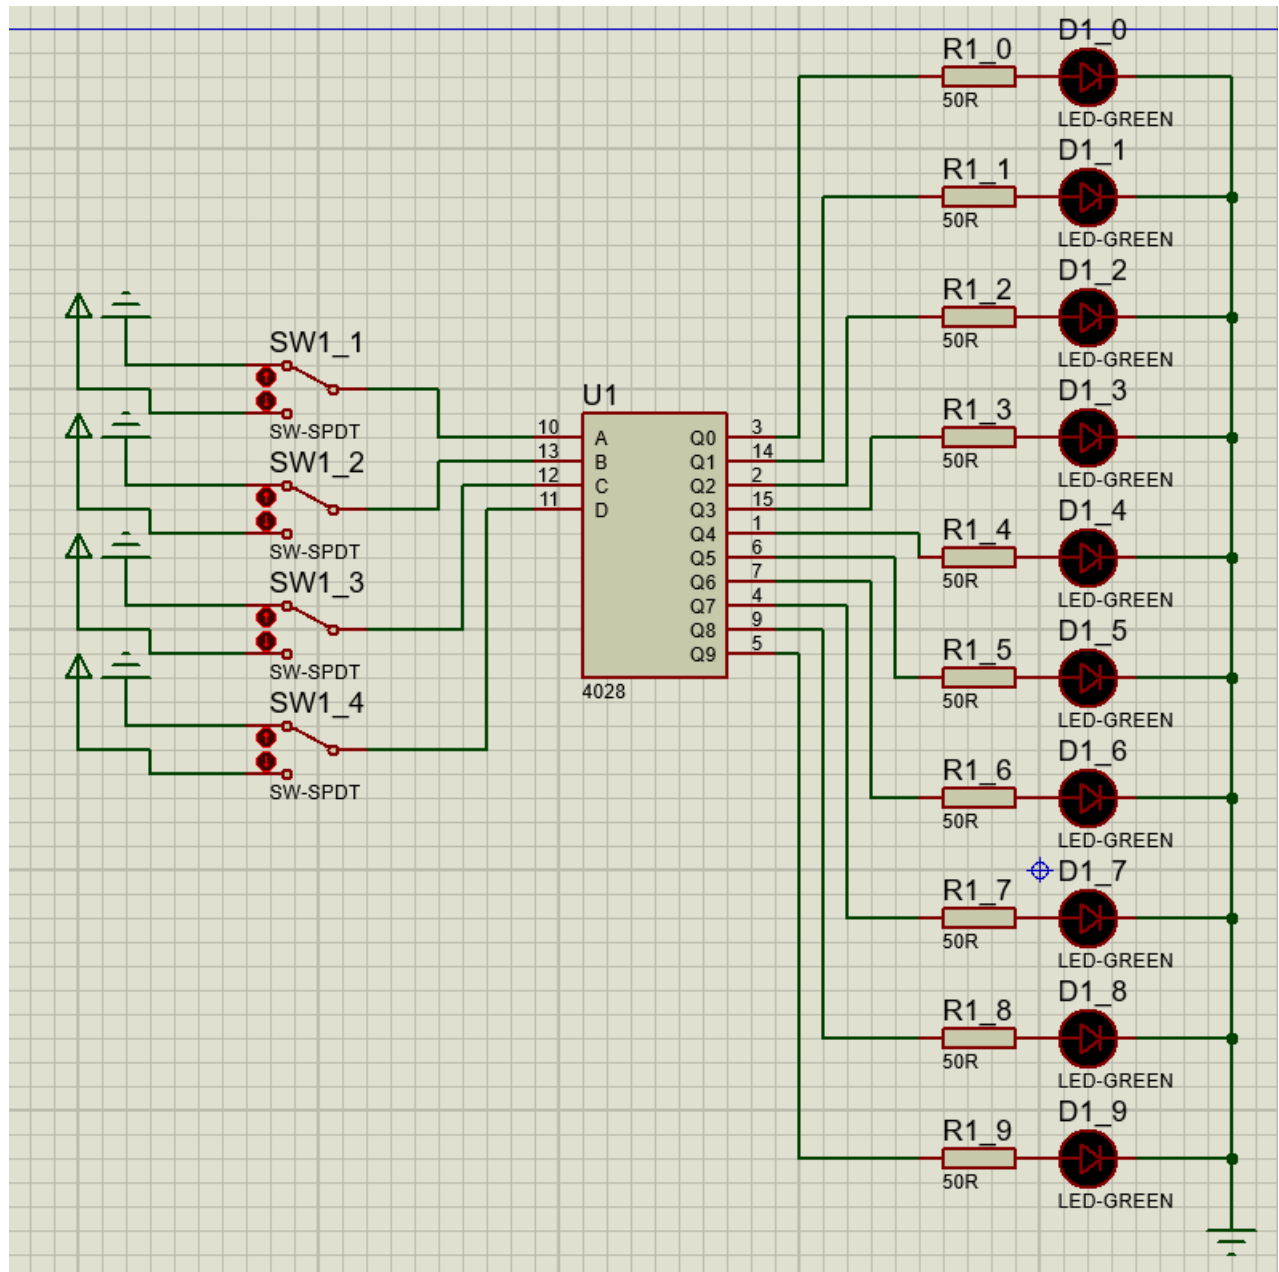 D1_0
R1_0
50R
LED-GREEN
D1_1
R1_1
50R
LED-GREEN
D1_2
R1_2
50R
LED-GREEN
D1_3
R1_3
50R
LED-GREEN
D1_4
R1_4
50R
LED-GREEN
D1_5
R1_5
50R
LED-GREEN
D1_6
R1_6
50R
LED-GREEN
D1_7
R1_7
50R
LED-GREEN
D1_8
R1_8
50R
LED-GREEN
D1_9
R1_9
50R
LED-GREEN
SW1_1
SW-SPDT
SW1_2
SW-SPDT
SW1_3
SW-SPDT
SW1_4
SW-SPDT
U1
10 A Q0 3
13 B Q1 14
12 C Q2 2
11 D Q3 15
Q4 1
Q5 6
Q6 7
Q7 4
Q8 9
Q9 5
4028